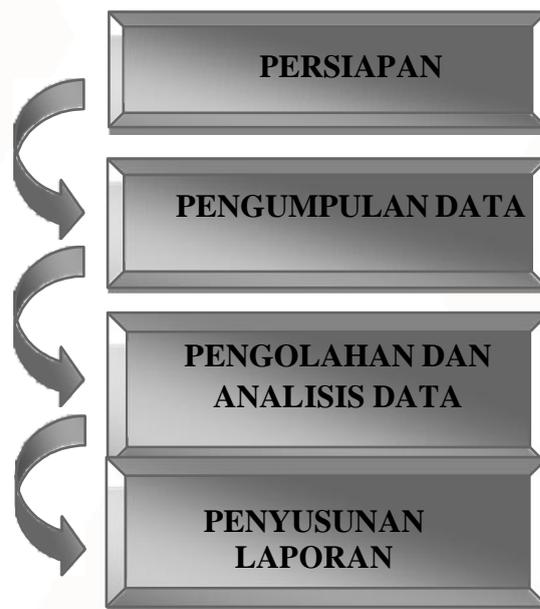 PERSIAPAN
PENGUMPULAN DATA
PENGOLAHAN DAN
ANALISIS DATA
PENYUSUNAN
LAPORAN